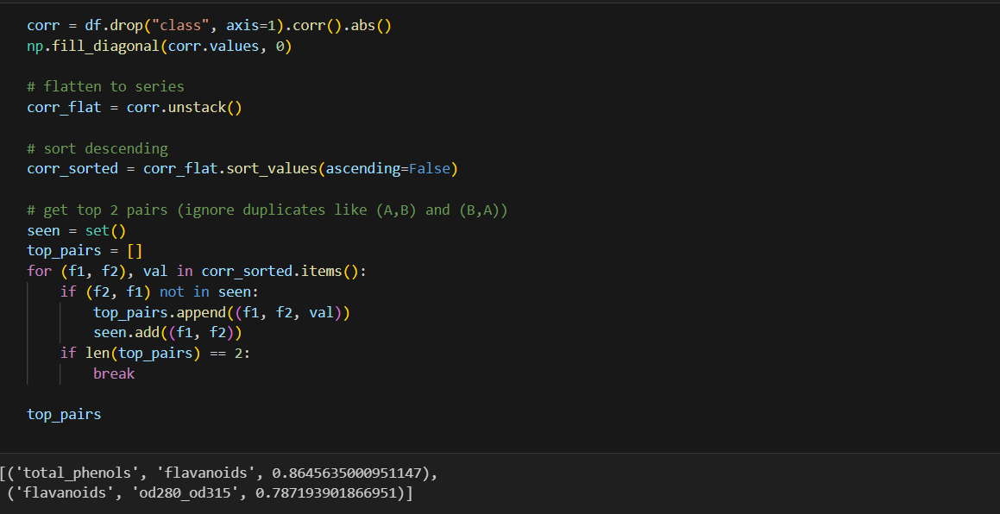 corr = df.drop("class", axis=1).corr().abs()
np.fill_diagonal(corr.values, 0)
# flatten to series
corr_flat = corr.unstack()
# sort descending
corr_sorted = corr_flat.sort_values(ascending=False)
# get top 2 pairs (ignore duplicates like (A,B) and (B,A))
seen = set()
top_pairs = []
for (f1, f2), val in corr_sorted.items():
    if (f2, f1) not in seen:
        top_pairs.append((f1, f2, val))
        seen.add((f1, f2))
    if len(top_pairs) == 2:
        break
top_pairs
[('total_phenols', 'flavanoids', 0.8645635000951147),
 ('flavanoids', 'od280_od315', 0.787193901866951)]